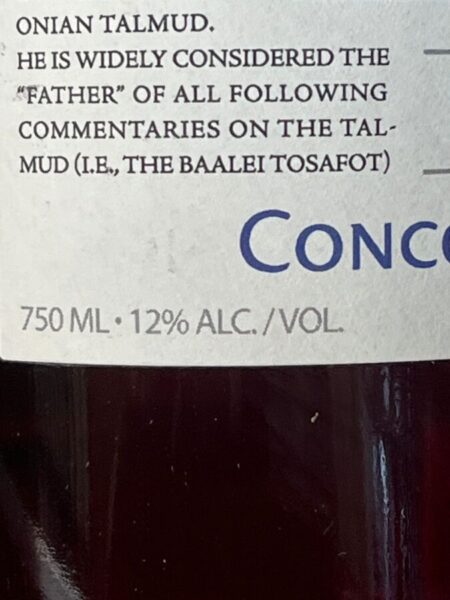 ONIAN TALMUD.
HE IS WIDELY CONSIDERED THE
"FATHER" OF ALL FOLLOWING
COMMENTARIES ON THE TAL-
MUD (I.E., THE BAALEI TOSAFOT)
CONC
750 ML • 12% ALC. / VOL.